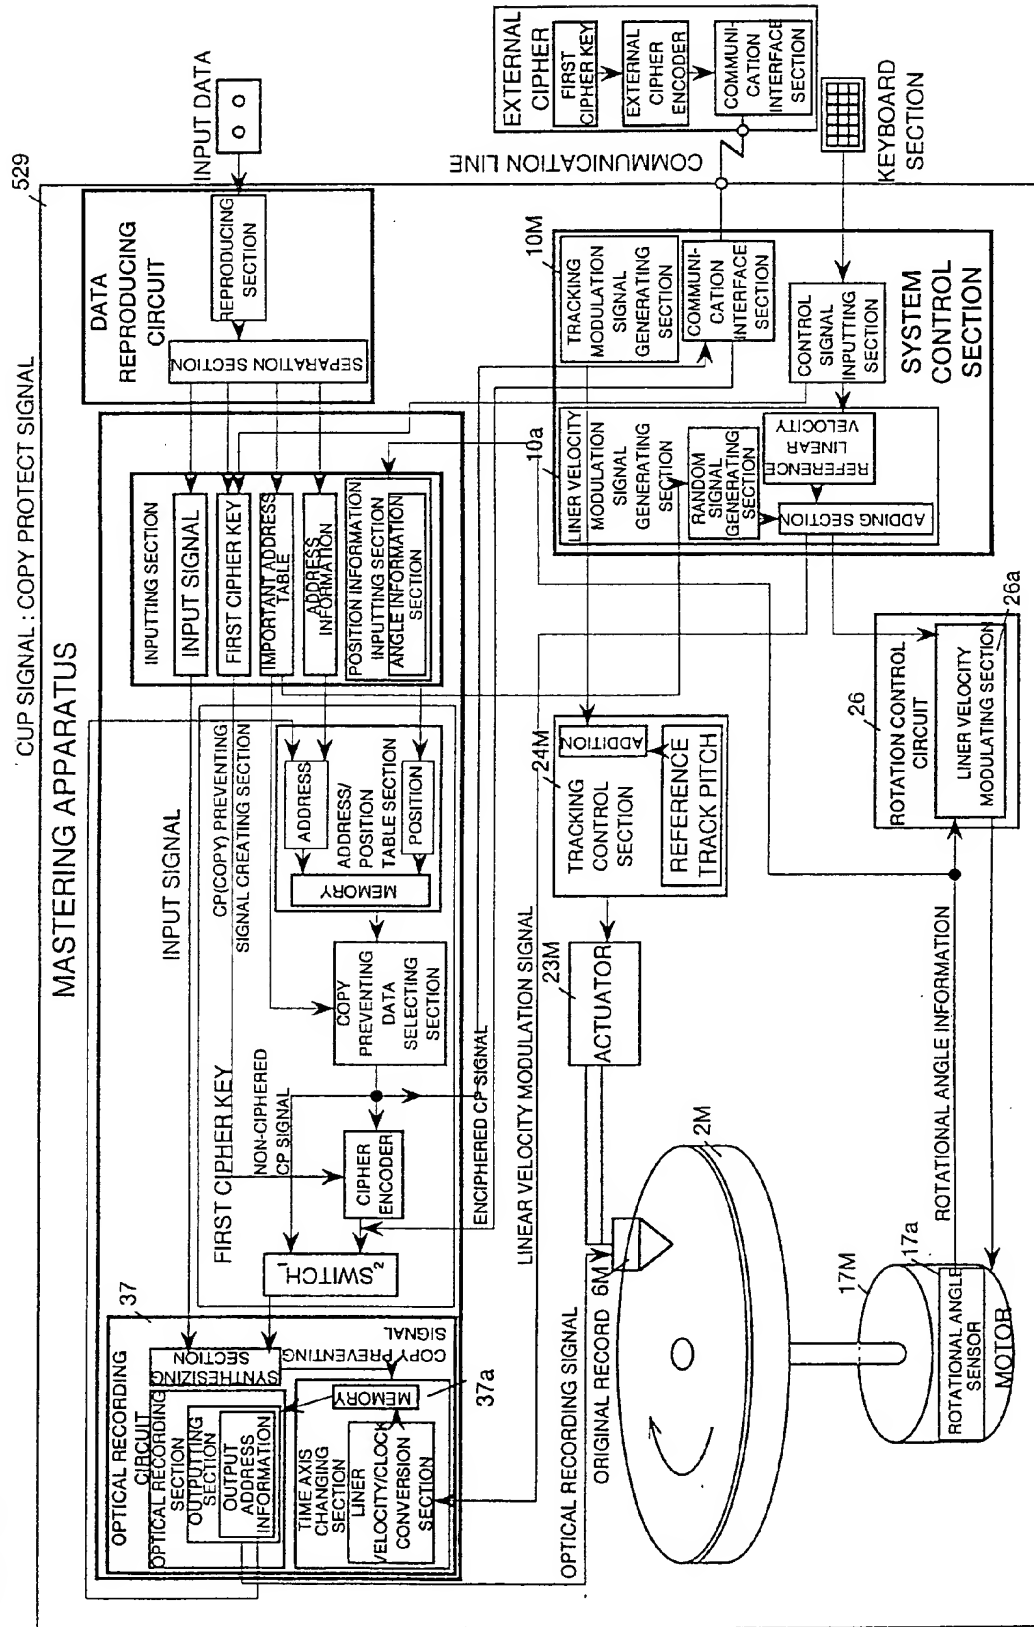 529
CUP SIGNAL : COPY PROTECT SIGNAL
MASTERING APPARATUS
INPUT DATA
DATA
REPRODUCING
CIRCUIT
REPRODUCING
SECTION
SEPARATION SECTION
EXTERNAL
CIPHER
FIRST
CIPHER KEY
EXTERNAL
CIPHER
ENCODER
COMMUNI-
CATION
INTERFACE
SECTION
COMMUNICATION LINE
KEYBOARD
SECTION
INPUTTING SECTION
INPUT SIGNAL
FIRST CIPHER KEY
IMPORTANT ADDRESS
TABLE
ADDRESS
INFORMATION
POSITION INFORMATION
INPUTTING SECTION
ANGLE INFORMATION
SECTION
10M
TRACKING
MODULATION
SIGNAL
GENERATING
SECTION
COMMUNI-
CATION
INTERFACE
SECTION
CONTROL
SIGNAL
INPUTTING
SECTION
SYSTEM
CONTROL
SECTION
10a
LINER VELOCITY
MODULATION
SIGNAL
GENERATING
SECTION
RANDOM
SIGNAL
GENERATING
SECTION
REFERENCE
LINEAR
VELOCITY
ADDING SECTION
INPUT SIGNAL
CP(COPY) PREVENTING
SIGNAL CREATING SECTION
ADDRESS
ADDRESS/
POSITION
TABLE SECTION
POSITION
MEMORY
COPY
PREVENTING
DATA
SELECTING
SECTION
FIRST CIPHER KEY
NON-CIPHERED
CP SIGNAL
CIPHER
ENCODER
ENCIPHERED CP SIGNAL
1
SWITCH
2
24M
TRACKING
CONTROL
SECTION
ADDITION
REFERENCE
TRACK PITCH
23M
ACTUATOR
LINEAR VELOCITY MODULATION SIGNAL
26
ROTATION CONTROL
CIRCUIT
LINER VELOCITY
MODULATING SECTION
26a
37
OPTICAL RECORDING
CIRCUIT
OPTICAL RECORDING
SECTION
OUTPUTTING
SECTION
OUTPUT
ADDRESS
INFORMATION
SYNTHESIZING
SECTION
COPY PREVENTING
SIGNAL
TIME AXIS
CHANGING
SECTION
LINER
VELOCITY/CLOCK
CONVERSION
SECTION
MEMORY
37a
OPTICAL RECORDING SIGNAL
ORIGINAL RECORD
6M
2M
ROTATIONAL ANGLE INFORMATION
17M
17a
ROTATIONAL ANGLE
SENSOR
MOTOR